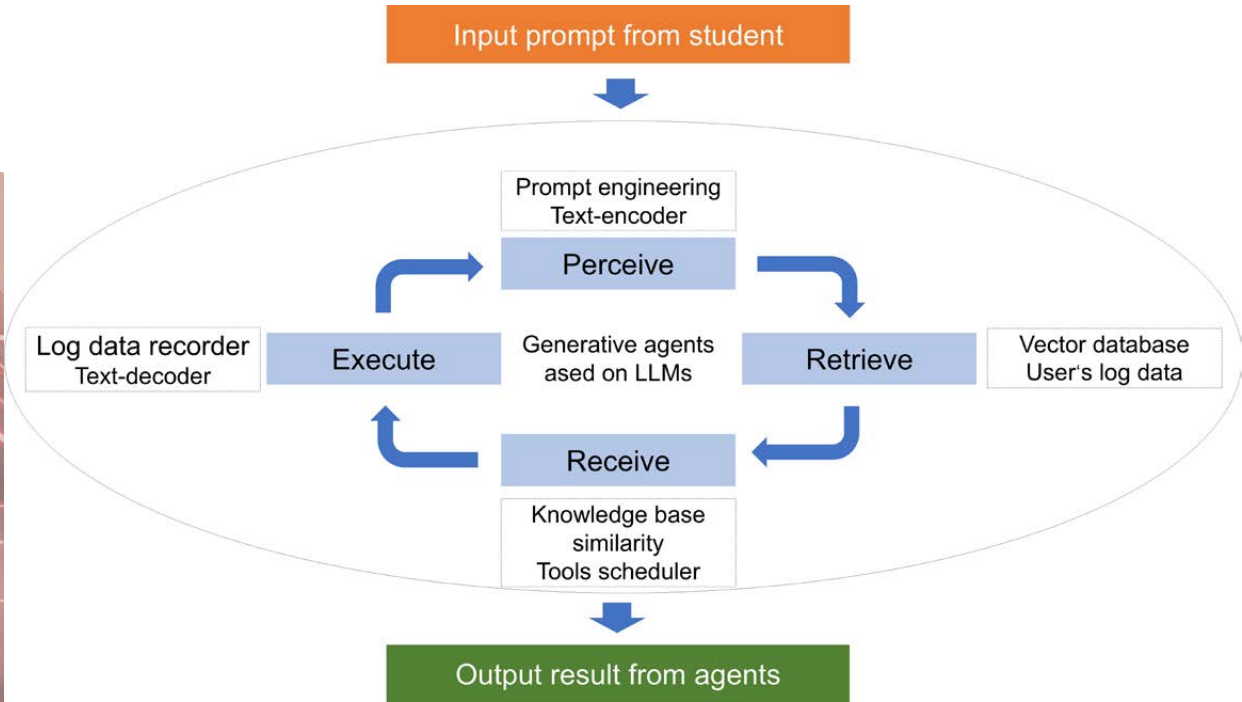 Input prompt from student
Prompt engineering
Text-encoder
Perceive
Log data recorder
Text-decoder
Execute
Generative agents
ased on LLMs
Retrieve
Vector database
User‘s log data
Receive
Knowledge base
similarity
Tools scheduler
Output result from agents